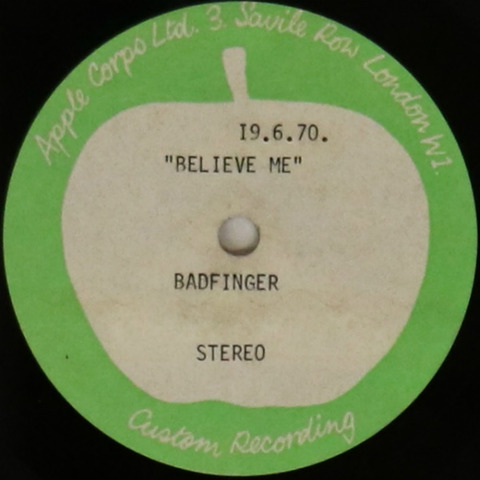 Apple Corps Ltd. 3. Savile Row London W1.
19.6.70.
"BELIEVE ME"
BADFINGER
STEREO
Custom Recording